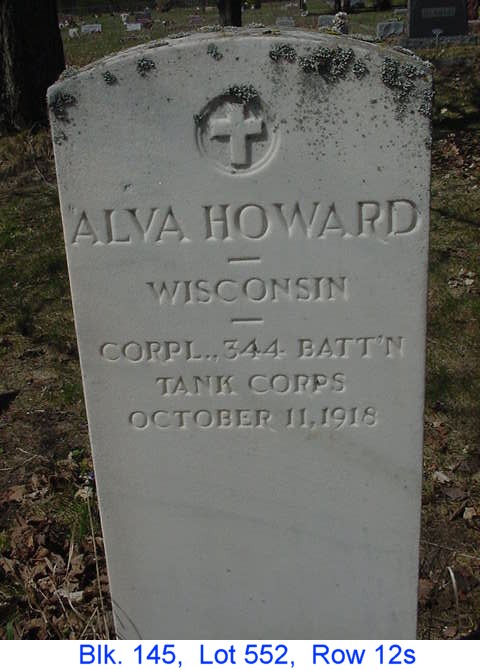 ALVA HOWARD
WISCONSIN
CORPL., 344 BATT'N
TANK CORPS
OCTOBER 11, 1918
Blk. 145, Lot 552, Row 12s